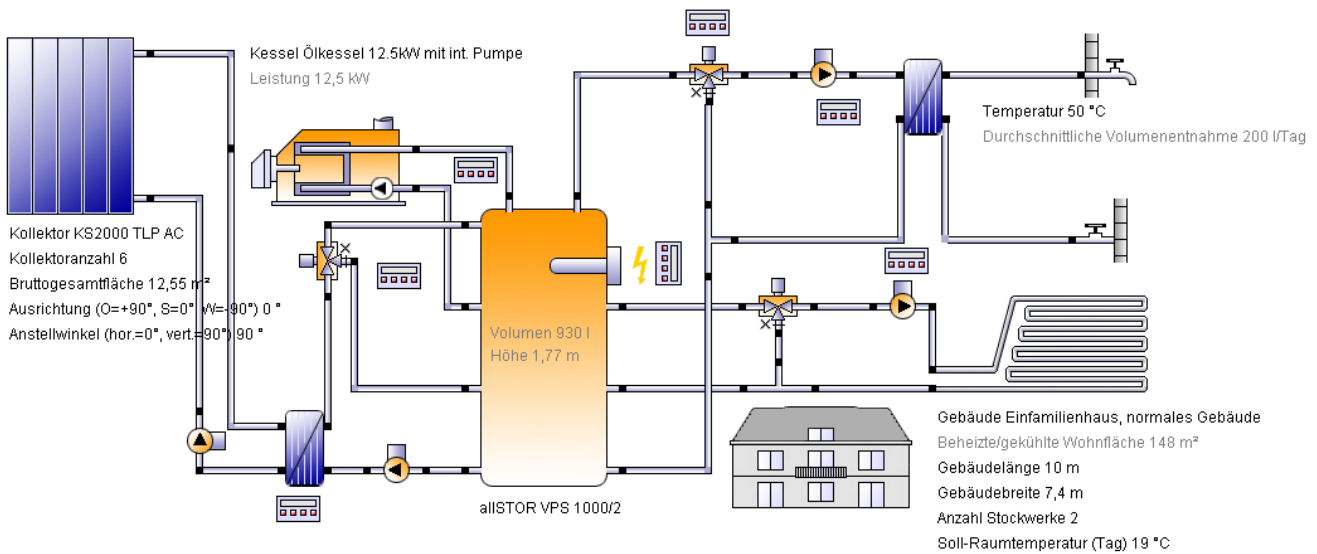 Kessel Ölkessel 12.5kW mit int. Pumpe
Leistung 12,5 kW
Temperatur 50 °C
Durchschnittliche Volumenentnahme 200 l/Tag
Kollektor KS2000 TLP AC
Kollektoranzahl 6
Bruttogesamtfläche 12,55 m²
Ausrichtung (O=+90°, S=0°, W=-90°) 0 °
Anstellwinkel (hor.=0°, vert.=90°) 90 °
Volumen 930 l
Höhe 1,77 m
allSTOR VPS 1000/2
Gebäude Einfamilienhaus, normales Gebäude
Beheizte/gekühlte Wohnfläche 148 m²
Gebäudelänge 10 m
Gebäudebreite 7,4 m
Anzahl Stockwerke 2
Soll-Raumtemperatur (Tag) 19 °C